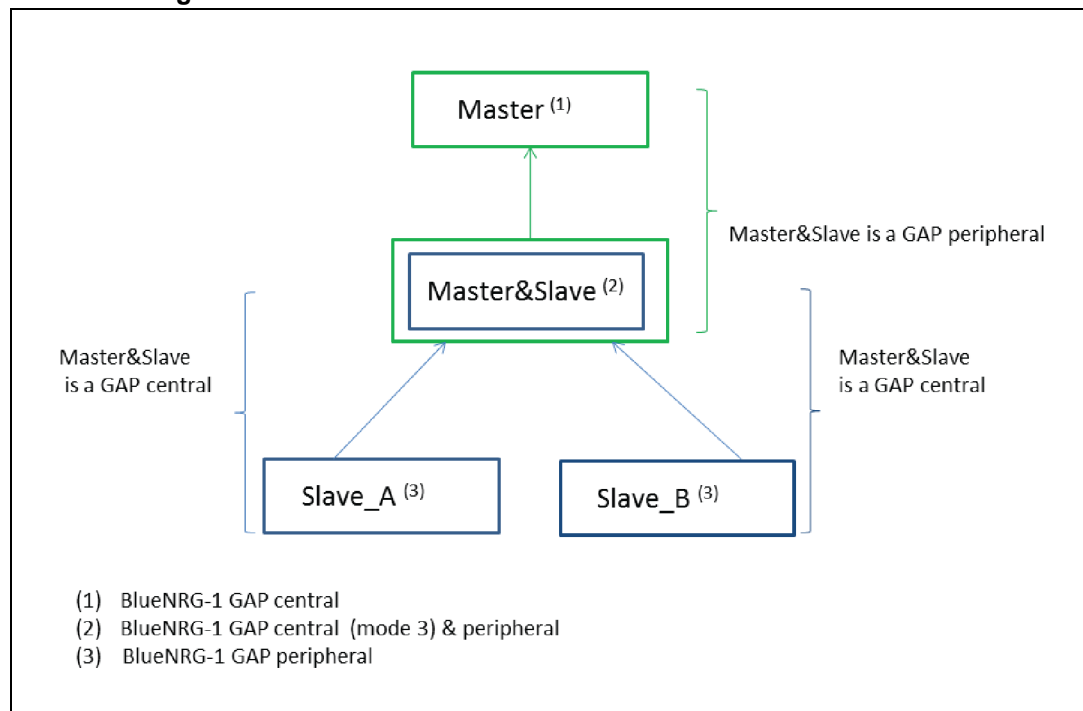 Master (1)
Master&Slave is a GAP peripheral
Master&Slave (2)
Master&Slave
is a GAP central
Master&Slave
is a GAP central
Slave_A (3)
Slave_B (3)
(1) BlueNRG-1 GAP central
(2) BlueNRG-1 GAP central (mode 3) & peripheral
(3) BlueNRG-1 GAP peripheral